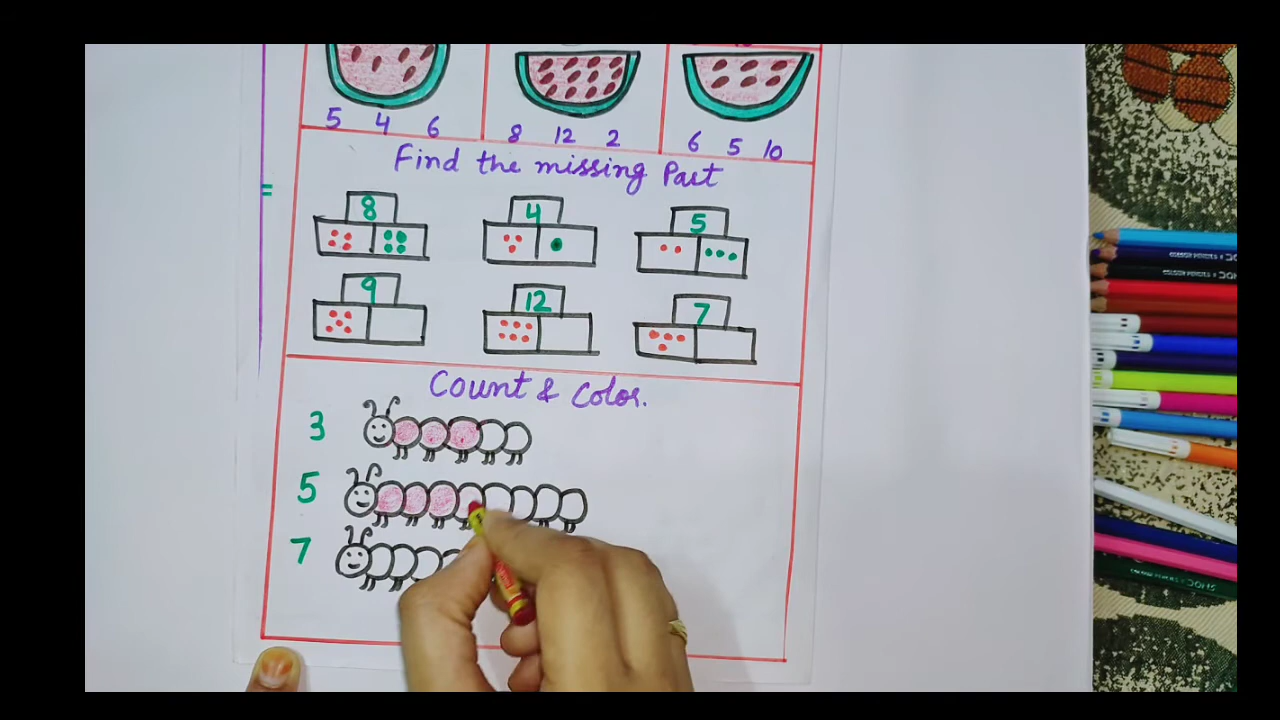 5 4 6
8 12 2
6 5 10
Find the missing Part
=
8 4 5
9 12 7
Count & Color.
3
5
7